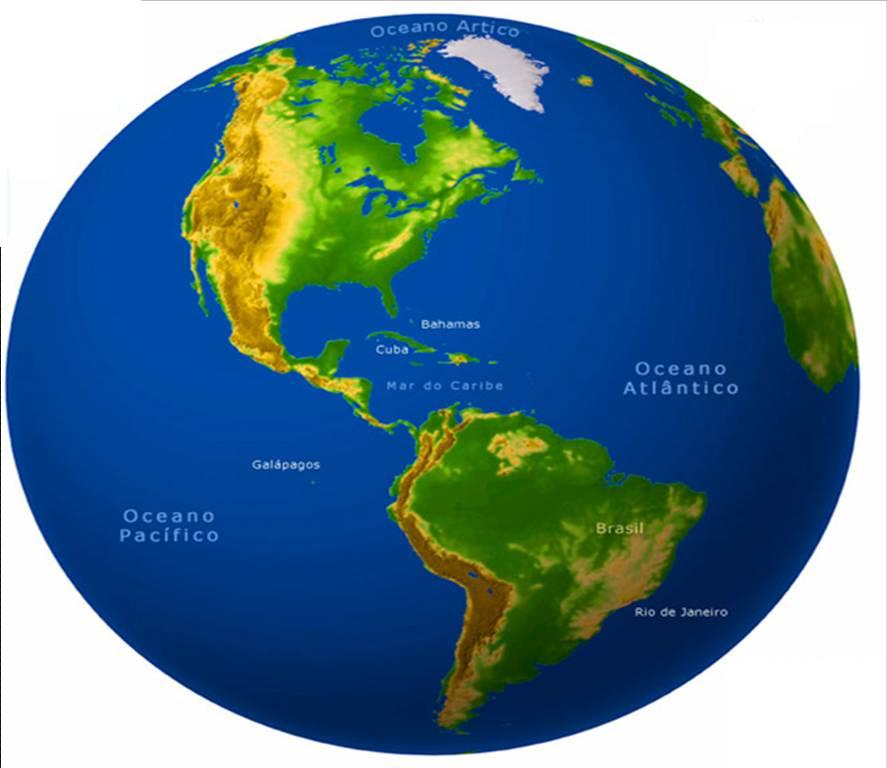 Oceano Artico
Bahamas
Cuba
Oceano
Atlântico
Mar do Caribe
Galápagos
Oceano
Pacífico
Brasil
Rio de Janeiro